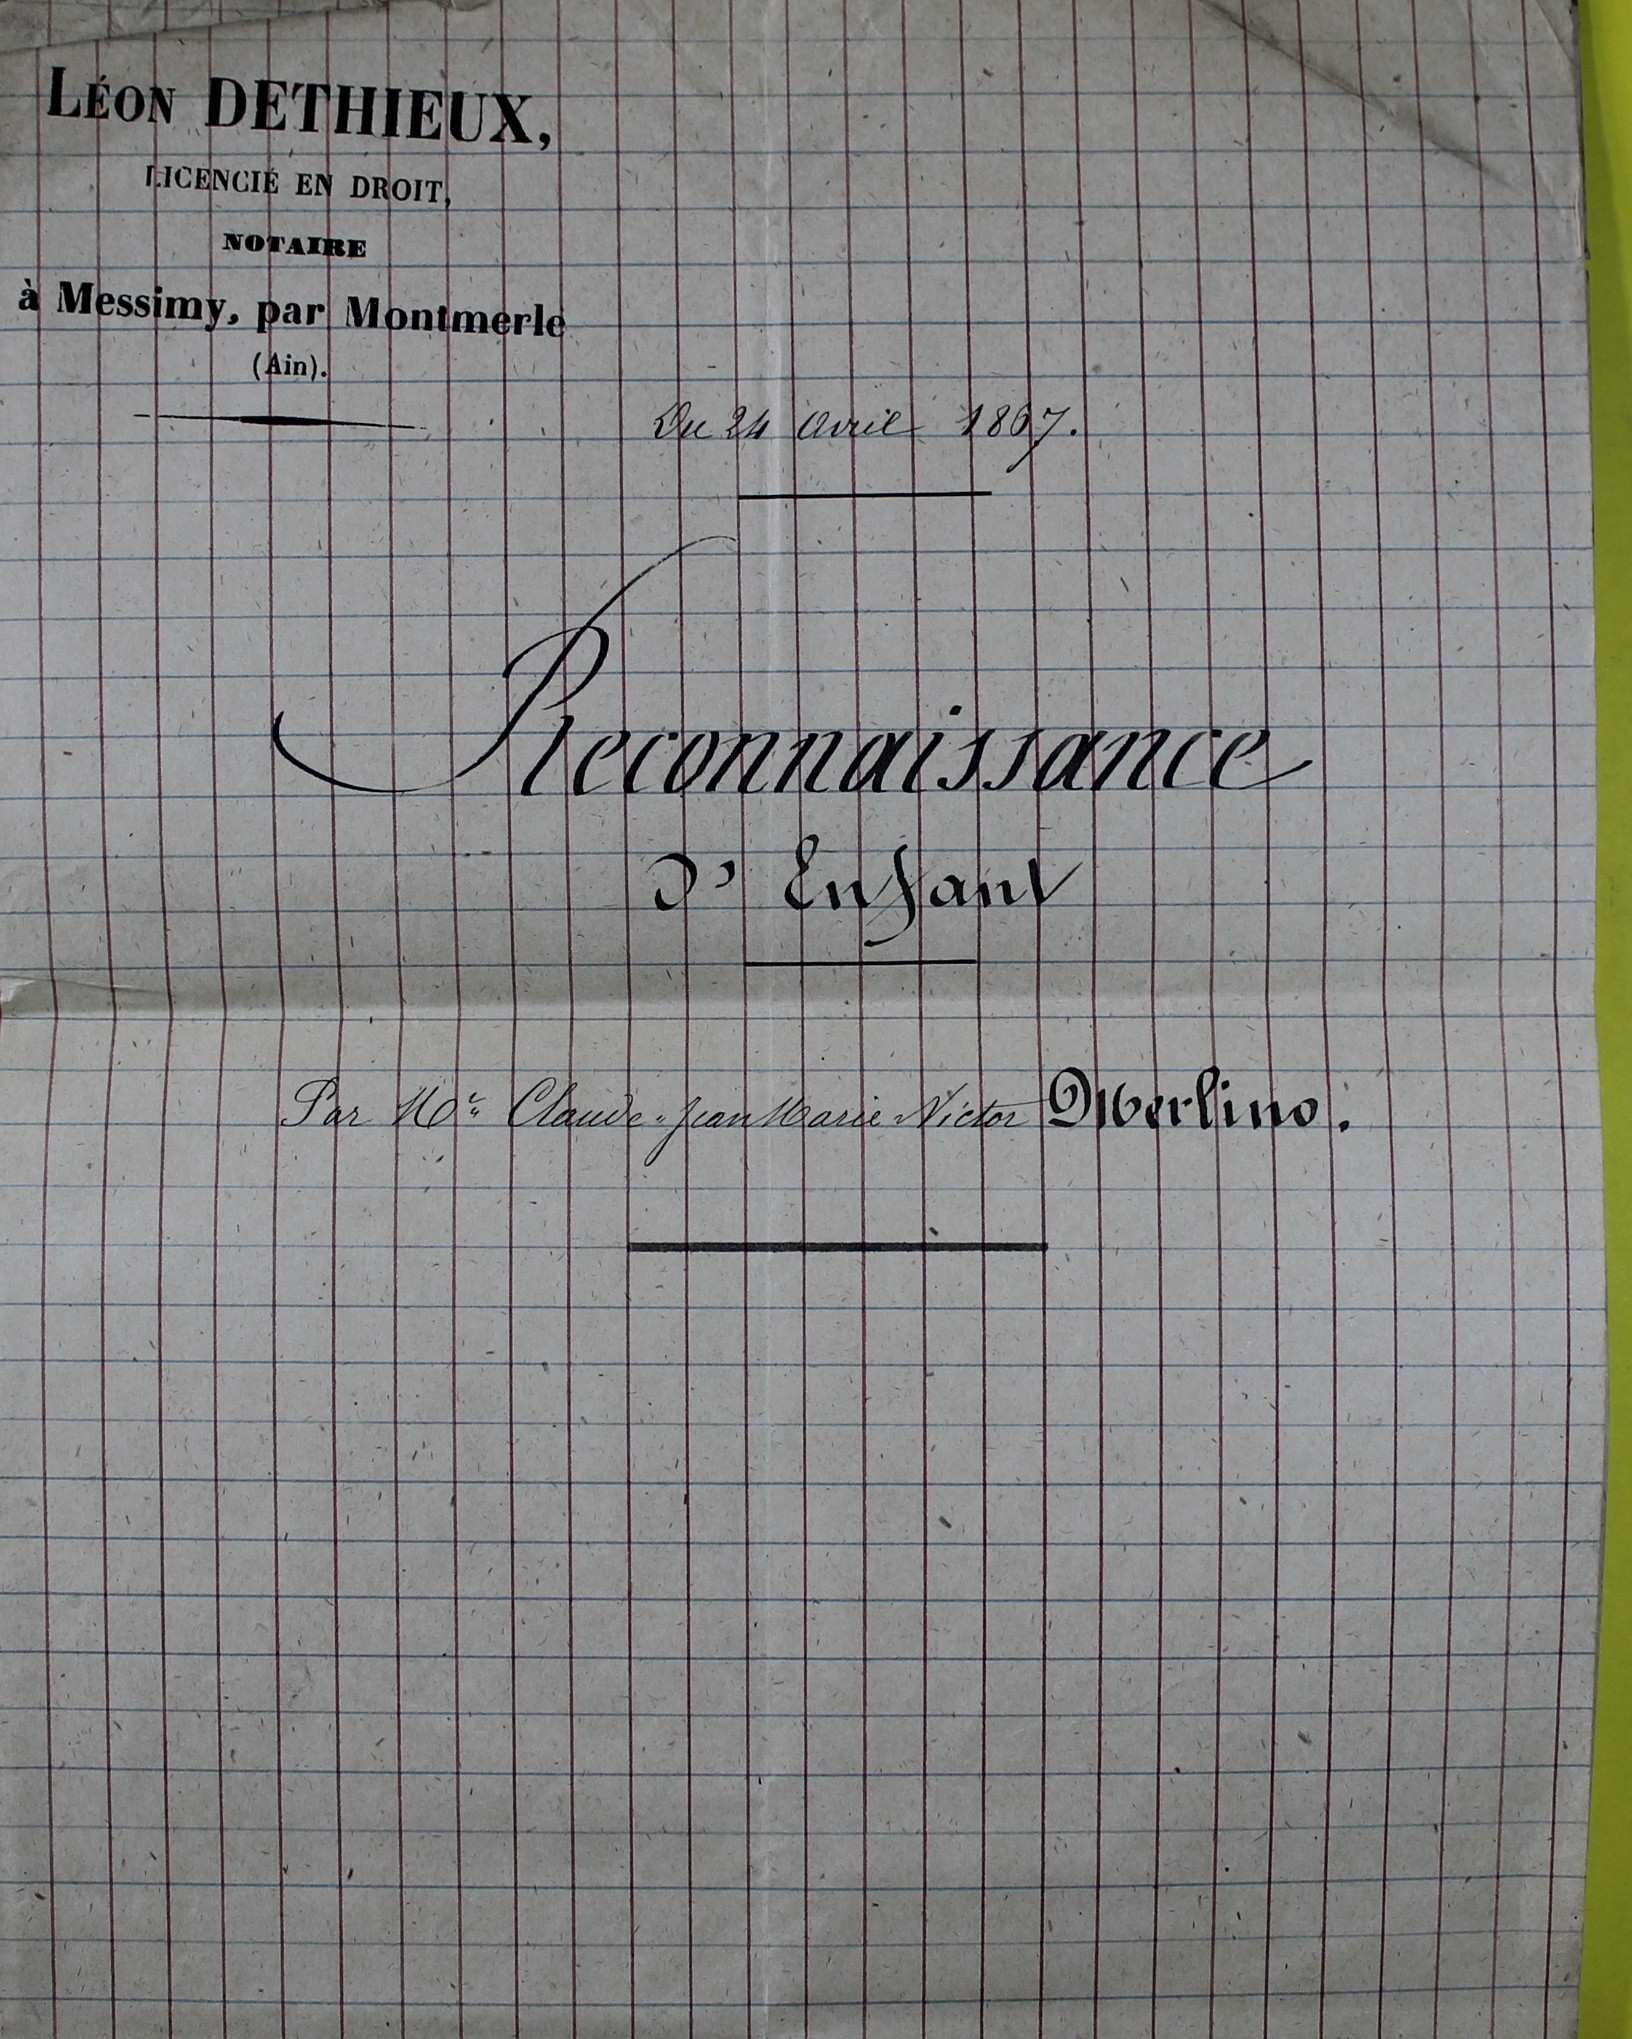 LÉON DETHIEUX,
LICENCIÉ EN DROIT,
NOTAIRE
à Messimy, par Montmerle
(Ain).
Du 24 Avril 1867.
Reconnaissance
D' Enfant
Par Mr Claude-Jean Marie Victor Merlino.